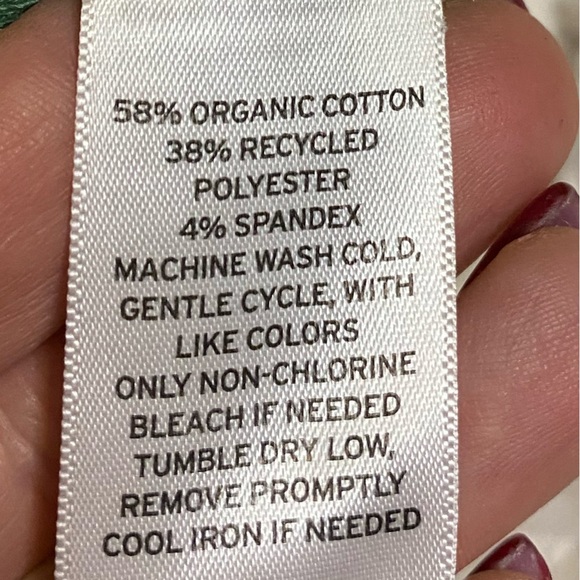 58% ORGANIC COTTON
38% RECYCLED
POLYESTER
4% SPANDEX
MACHINE WASH COLD,
GENTLE CYCLE, WITH
LIKE COLORS
ONLY NON-CHLORINE
BLEACH IF NEEDED
TUMBLE DRY LOW,
REMOVE PROMPTLY
COOL IRON IF NEEDED